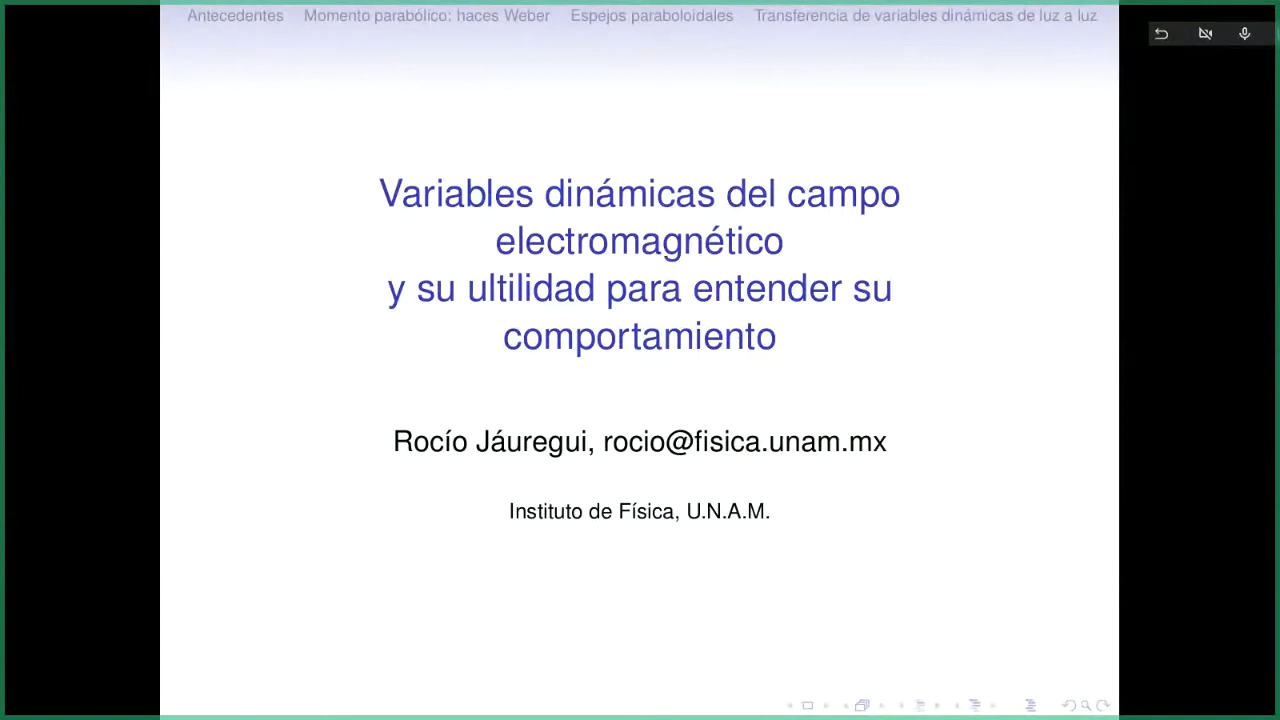 Antecedentes Momento parabólico: haces Weber Espejos paraboloidales Transferencia de variables dinámicas de luz a luz
Variables dinámicas del campo
electromagnético
y su ultilidad para entender su
comportamiento
Rocío Jáuregui, rocio@fisica.unam.mx
Instituto de Física, U.N.A.M.